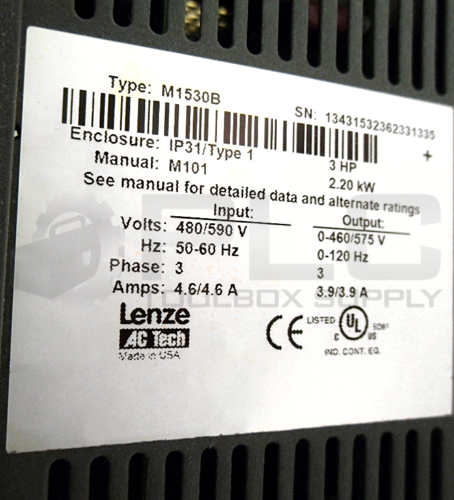 Type: M1530B
SN: 13431532362331335
Enclosure: IP31/Type 1
3 HP
Manual: M101
2.20 kW
See manual for detailed data and alternate ratings
Input: Output:
Volts: 480/590 V 0-460/575 V
Hz: 50-60 Hz 0-120 Hz
Phase: 3 3
Amps: 4.6/4.6 A 3.9/3.9 A
PLC
TOOLBOX SUPPLY
Lenze
AC Tech
Made in USA
CE
LISTED UL
C US
IND. CONT. EQ.